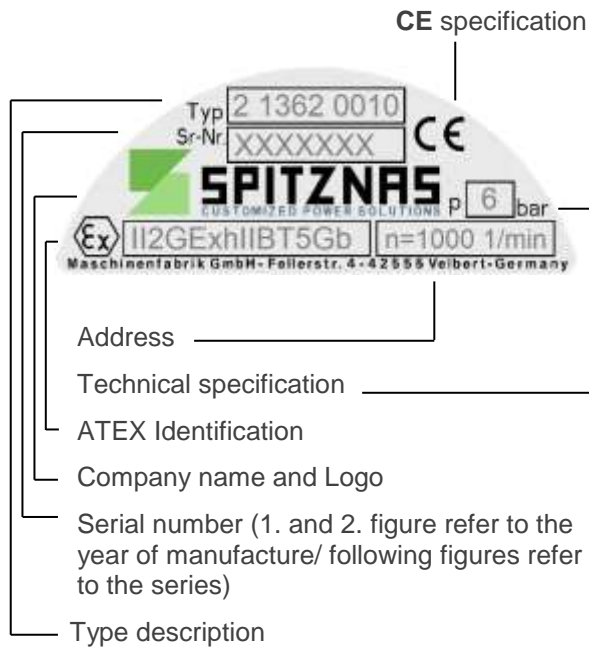 CE specification
Typ 2 1362 0010
Sr-Nr. XXXXXXX CE
SPITZNAS
CUSTOMIZED POWER SOLUTIONS p 6 bar
Ex II2GExhIIBT5Gb n=1000 1/min
Maschinenfabrik GmbH-Fellerstr. 4-42555 Velbert-Germany
Address
Technical specification
ATEX Identification
Company name and Logo
Serial number (1. and 2. figure refer to the
year of manufacture/ following figures refer
to the series)
Type description